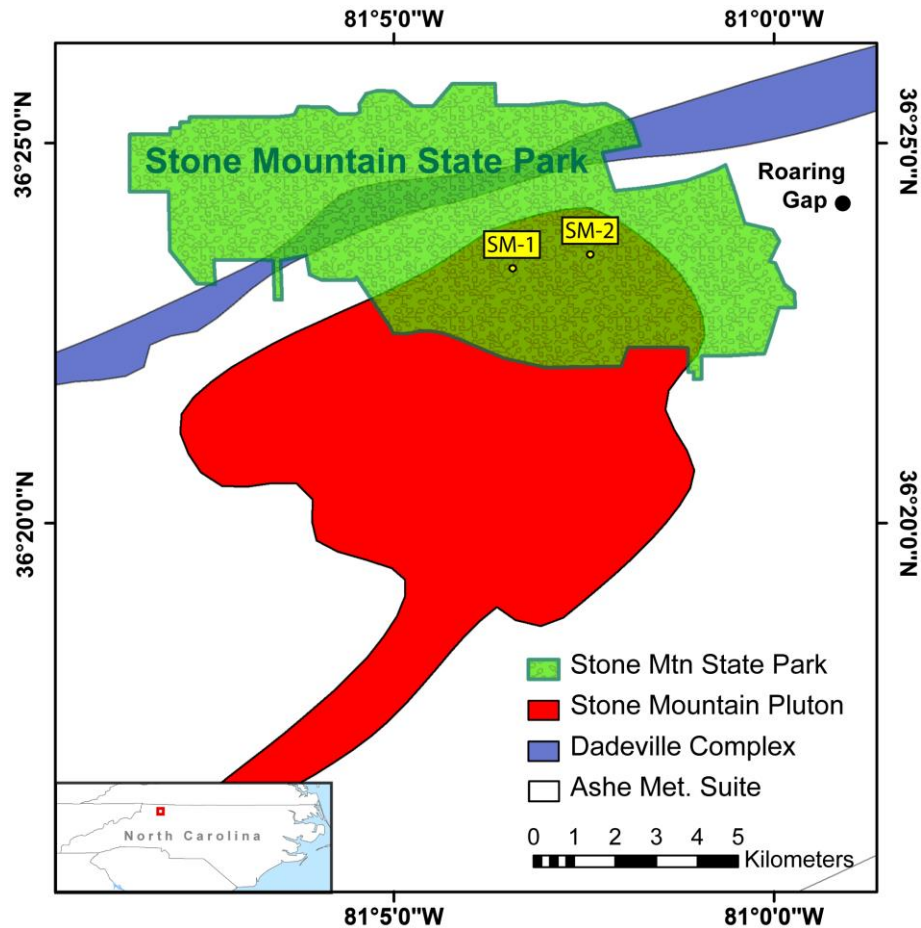 81°5'0"W
81°0'0"W
36°25'0"N
36°25'0"N
Stone Mountain State Park
Roaring
Gap
SM-1
SM-2
36°20'0"N
36°20'0"N
Stone Mtn State Park
Stone Mountain Pluton
Dadeville Complex
Ashe Met. Suite
North Carolina
0 1 2 3 4 5
Kilometers
81°5'0"W
81°0'0"W